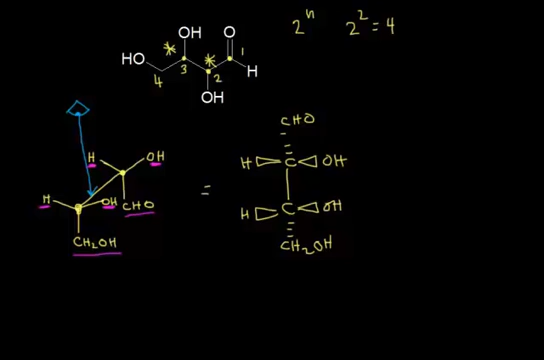 OH O 2ⁿ 2² = 4
HO * * 1 H
4 3 2
OH
CHO
H OH H C OH
H OH CHO = H C OH
CH₂OH CH₂OH